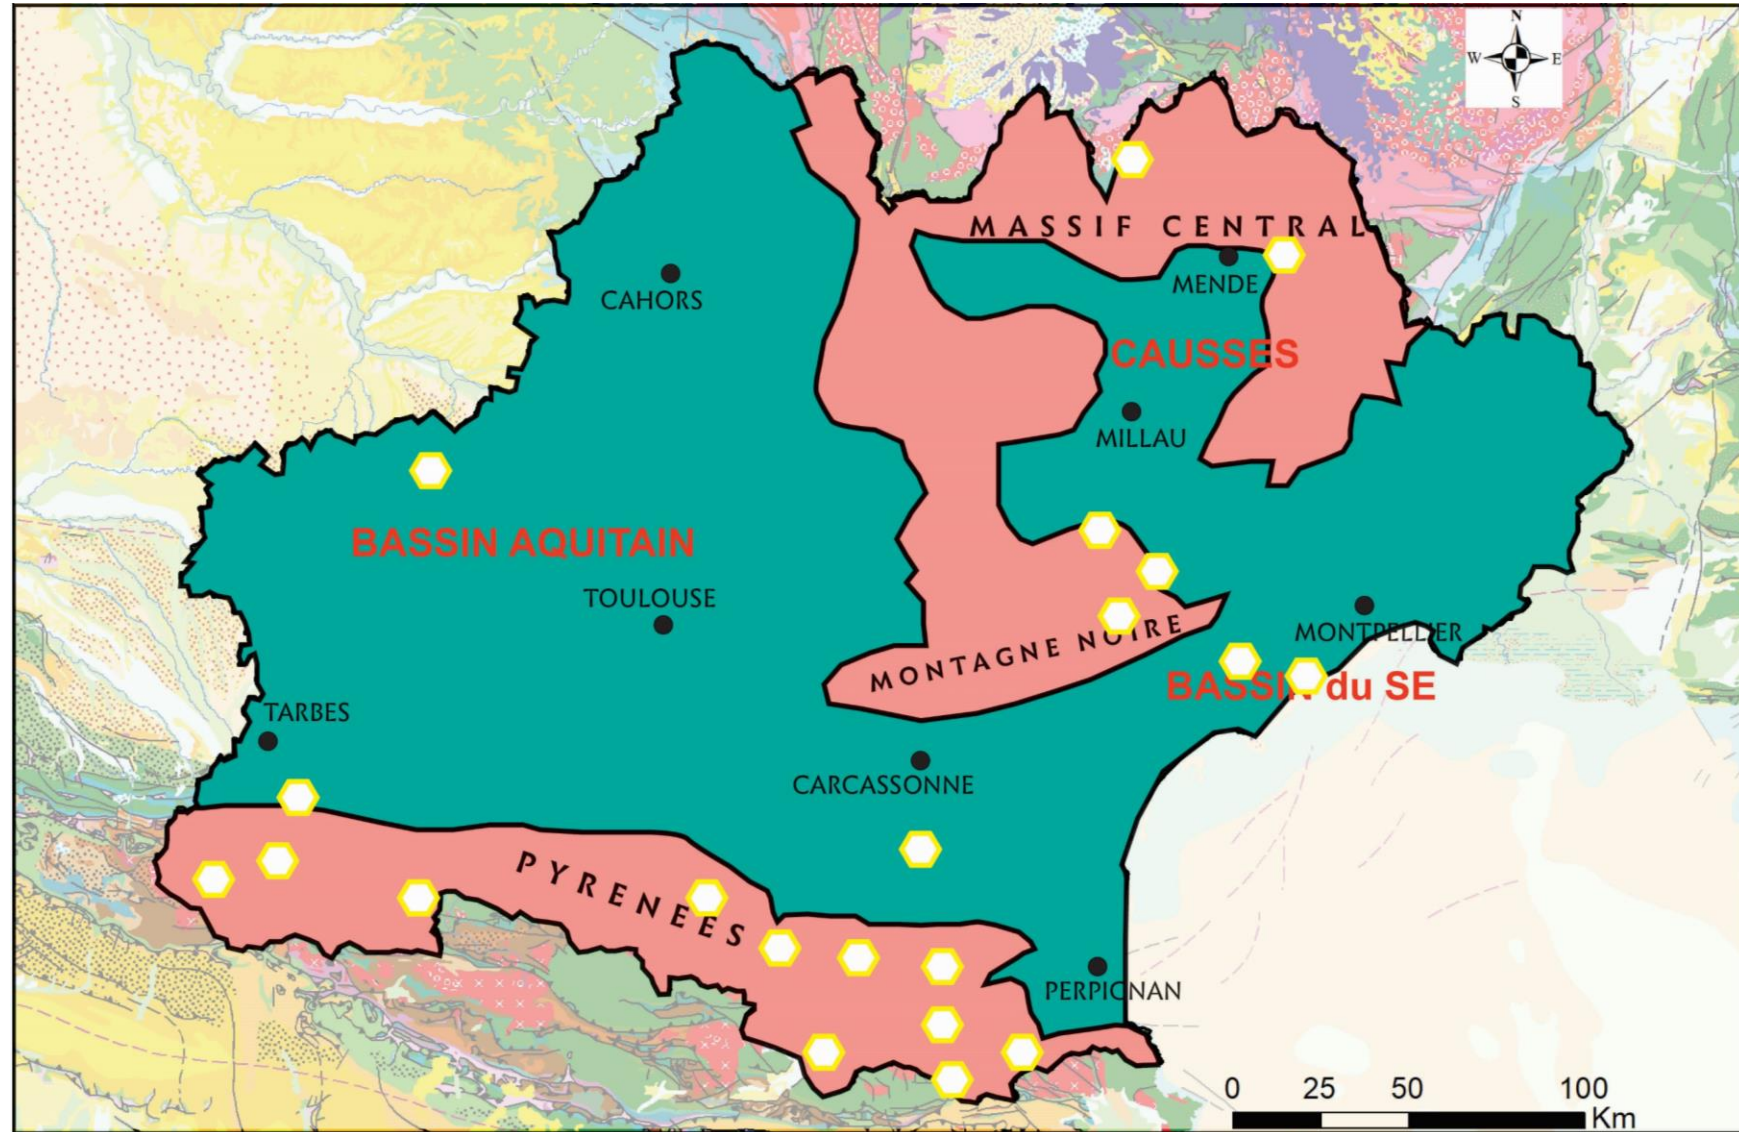 N
W E
S
MASSIF CENTRAL
CAHORS
MENDE
CAUSSES
MILLAU
BASSIN AQUITAIN
TOULOUSE
MONTPELLIER
MONTAGNE NOIRE
BASSIN du SE
TARBES
CARCASSONNE
PYRENEES
PERPIGNAN
0 25 50 100
Km